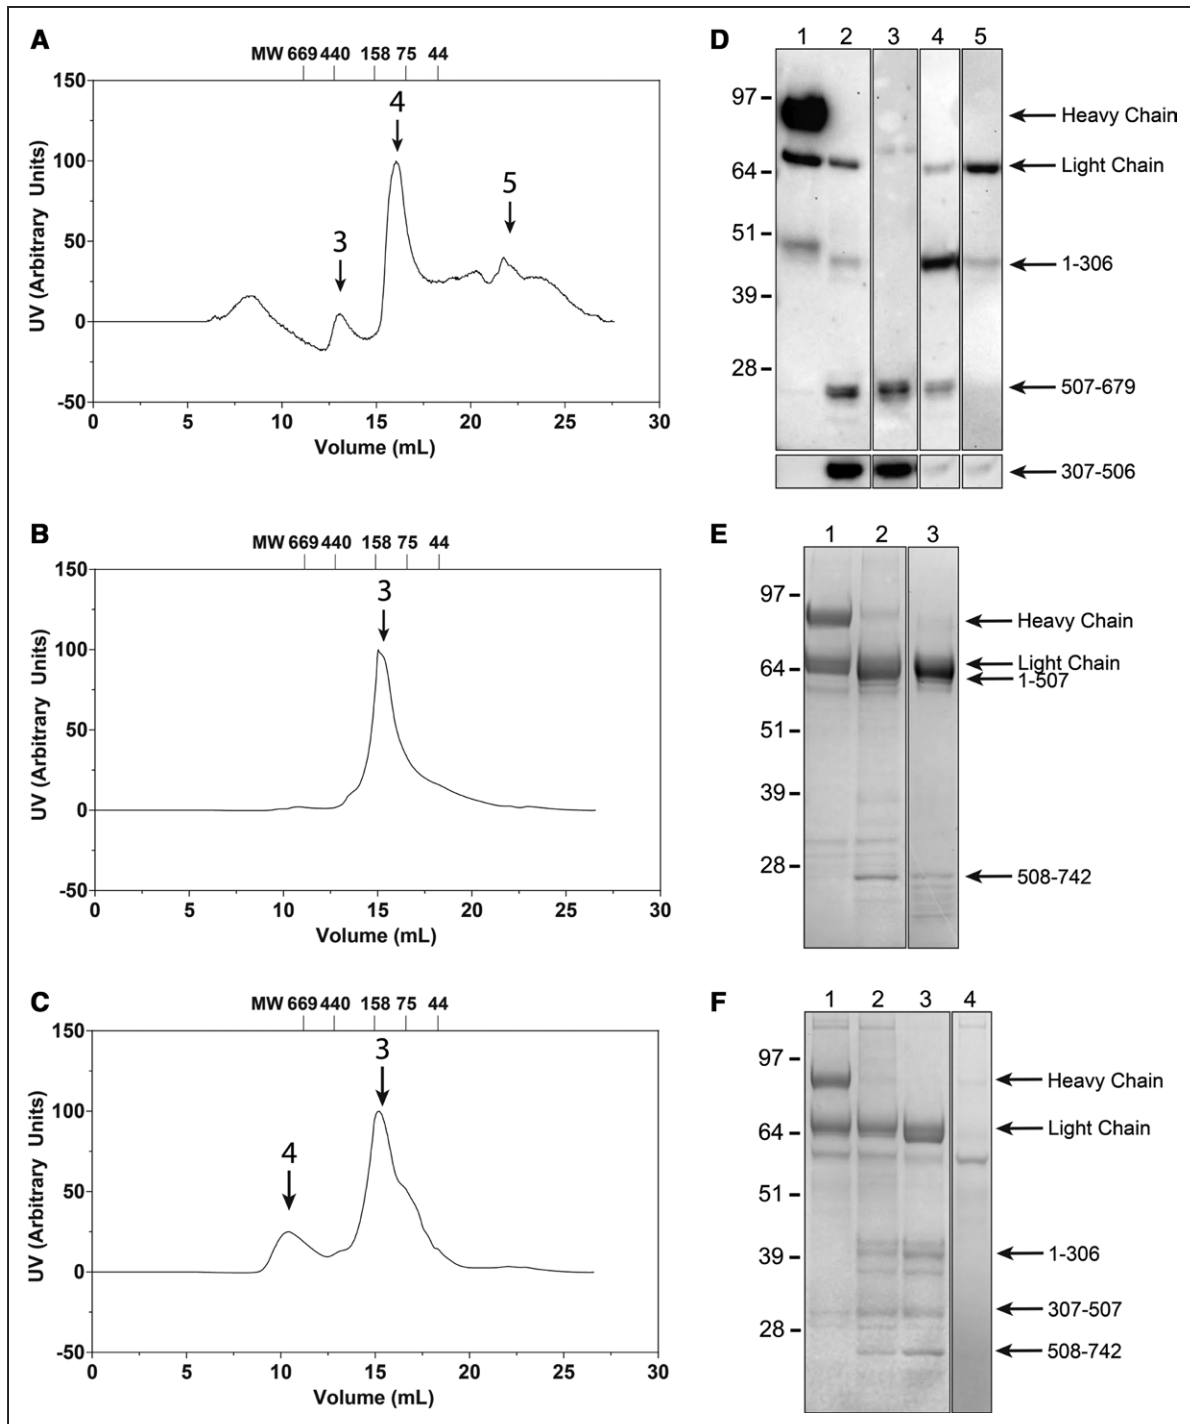 A
MW 669 440 158 75 44
150
100
50
0
-50
3
4
5
0 5 10 15 20 25 30
UV (Arbitrary Units)
Volume (mL)
D
1 2 3 4 5
97
64
51
39
28
Heavy Chain
Light Chain
1-306
507-679
307-506
B
MW 669 440 158 75 44
150
100
50
0
-50
3
0 5 10 15 20 25 30
UV (Arbitrary Units)
Volume (mL)
E
1 2 3
97
64
51
39
28
Heavy Chain
Light Chain
1-507
508-742
C
MW 669 440 158 75 44
150
100
50
0
-50
4
3
0 5 10 15 20 25 30
UV (Arbitrary Units)
Volume (mL)
F
1 2 3 4
97
64
51
39
28
Heavy Chain
Light Chain
1-306
307-507
508-742